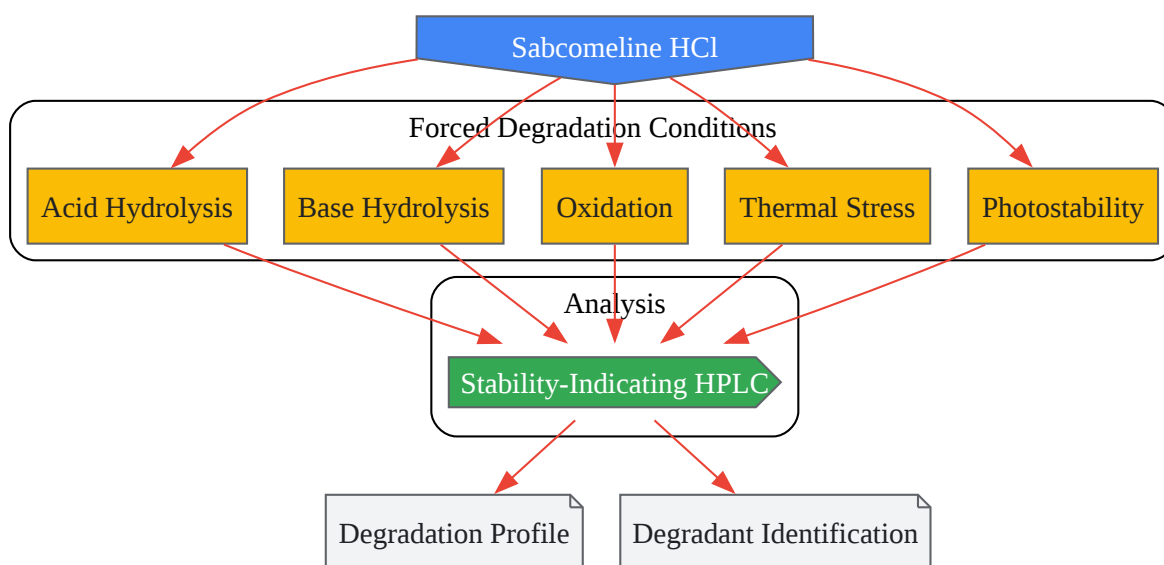 Sabcomeline HCl
Forced Degradation Conditions
Acid Hydrolysis
Base Hydrolysis
Oxidation
Thermal Stress
Photostability
Analysis
Stability-Indicating HPLC
Degradation Profile
Degradant Identification